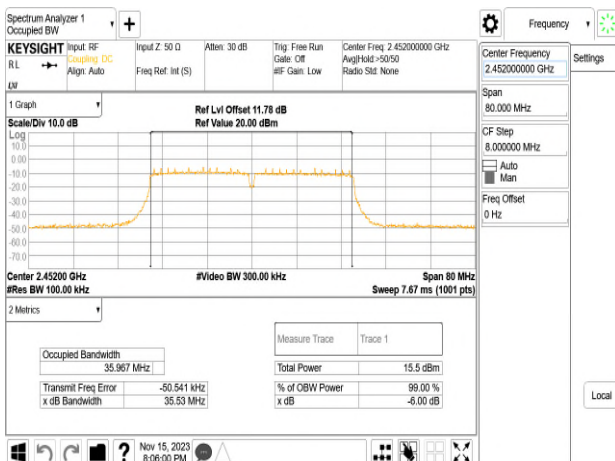 Spectrum Analyzer 1
Occupied BW
KEYSIGHT
RL
LXI
Input: RF
Coupling: DC
Align: Auto
Input Z: 50 Ω
Freq Ref: Int (S)
Atten: 30 dB
Trig: Free Run
Gate: Off
#IF Gain: Low
Center Freq: 2.452000000 GHz
Avg|Hold:>50/50
Radio Std: None
1 Graph
Scale/Div 10.0 dB
Ref Lvl Offset 11.78 dB
Ref Value 20.00 dBm
Log
10.0
0.00
-10.0
-20.0
-30.0
-40.0
-50.0
-60.0
-70.0
Center 2.45200 GHz
#Res BW 100.00 kHz
#Video BW 300.00 kHz
Span 80 MHz
Sweep 7.67 ms (1001 pts)
2 Metrics
Measure Trace Trace 1
Occupied Bandwidth
35.967 MHz
Total Power 15.5 dBm
Transmit Freq Error -50.541 kHz
% of OBW Power 99.00 %
x dB Bandwidth 35.53 MHz
x dB -6.00 dB
? Nov 15, 2023
8:06:00 PM
Frequency
Center Frequency
2.452000000 GHz
Settings
Span
80.000 MHz
CF Step
8.000000 MHz
Auto
Man
Freq Offset
0 Hz
Local